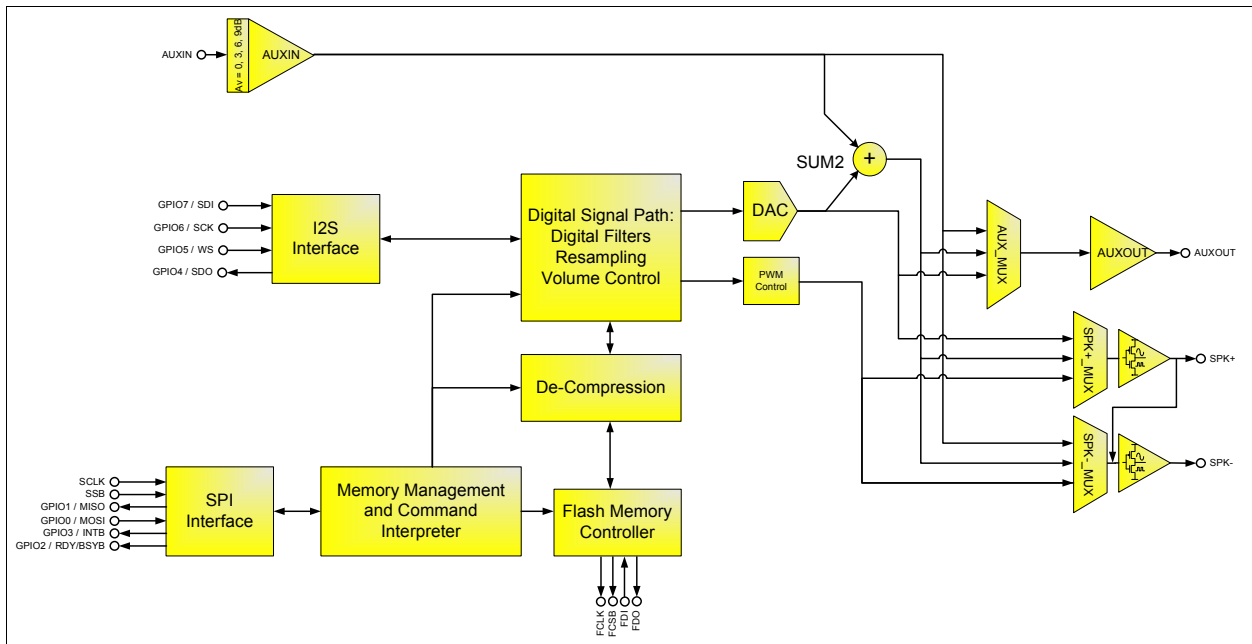 AUXIN
Av = 0, 3, 6, 9dB
AUXIN
SUM2
+
GPIO7 / SDI
GPIO6 / SCK
GPIO5 / WS
GPIO4 / SDO
I2S
Interface
Digital Signal Path:
Digital Filters
Resampling
Volume Control
DAC
PWM
Control
AUX_MUX
AUXOUT
AUXOUT
SPK+_MUX
SPK+
De-Compression
SPK-_MUX
SPK-
SCLK
SSB
GPIO1 / MISO
GPIO0 / MOSI
GPIO3 / INTB
GPIO2 / RDY/BSYB
SPI
Interface
Memory Management
and Command
Interpreter
Flash Memory
Controller
FCLK
FCSB
FDI
FDO